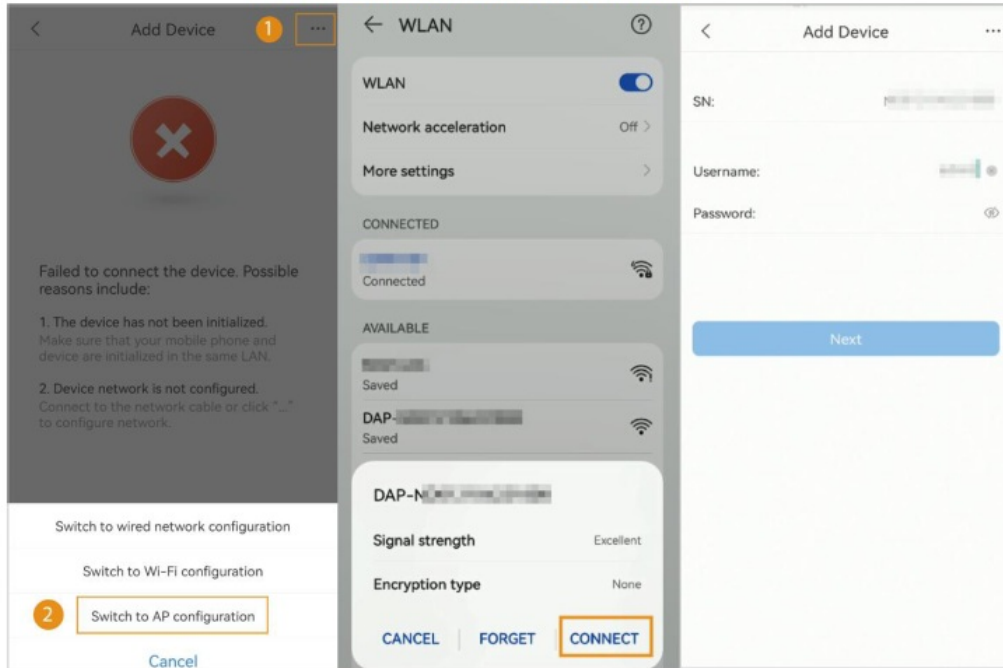 Add Device
1
...
Failed to connect the device. Possible
reasons include:
1. The device has not been initialized.
Make sure that your mobile phone and
device are initialized in the same LAN.
2. Device network is not configured.
Connect to the network cable or click "..."
to configure network.
Switch to wired network configuration
Switch to Wi-Fi configuration
2
Switch to AP configuration
Cancel
WLAN
?
WLAN
Network acceleration
Off
More settings
CONNECTED
Connected
AVAILABLE
Saved
DAP-
Saved
DAP-N
Signal strength
Excellent
Encryption type
None
CANCEL
FORGET
CONNECT
Add Device
...
SN:
Username:
Password:
Next